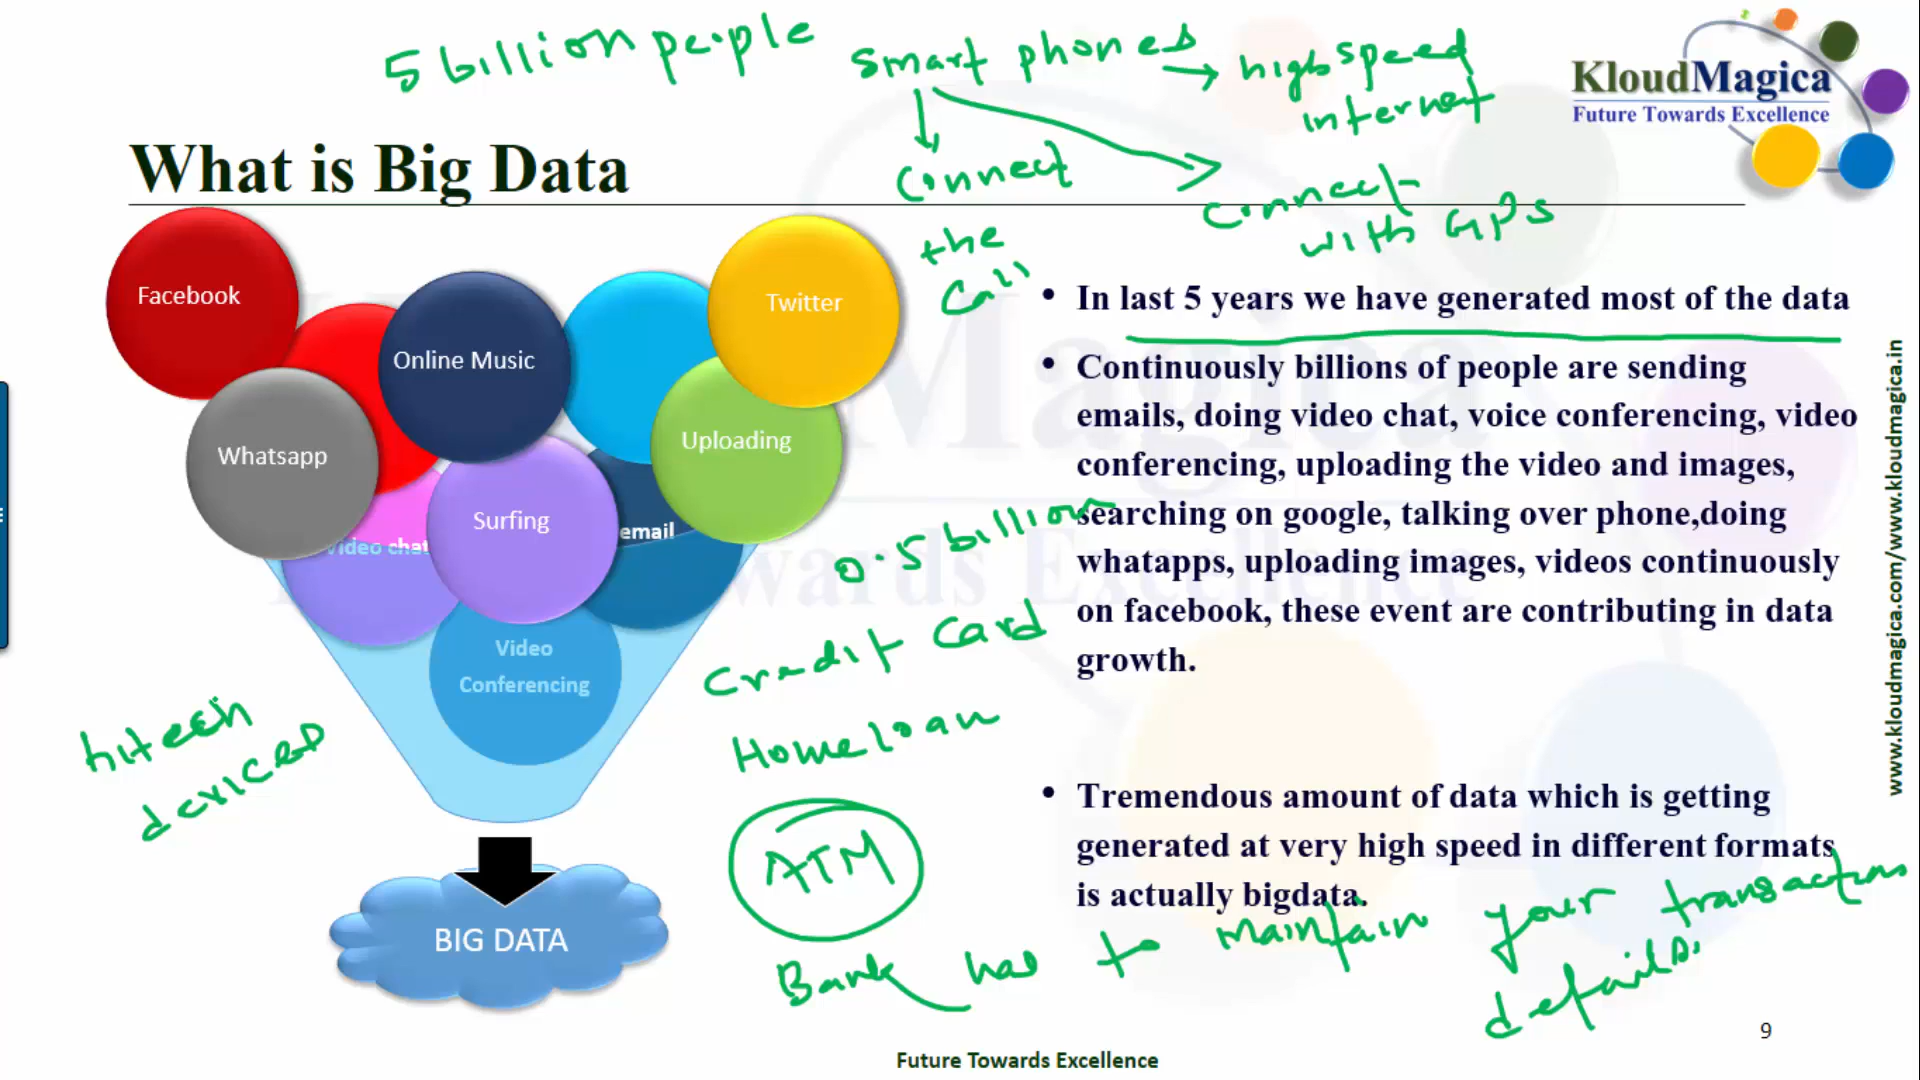 5 billion people
smart phones → high speed
internet
connect
the
call
connect
with GPS
KloudMagica
Future Towards Excellence
What is Big Data
Facebook
Online Music
Twitter
Whatsapp
Uploading
Surfing
Video chat
email
Video
Conferencing
BIG DATA
hitech
devices
• In last 5 years we have generated most of the data
• Continuously billions of people are sending
emails, doing video chat, voice conferencing, video
conferencing, uploading the video and images,
searching on google, talking over phone,doing
whatapps, uploading images, videos continuously
on facebook, these event are contributing in data
growth.
• Tremendous amount of data which is getting
generated at very high speed in different formats
is actually bigdata.
0.5 billion
Credit Card
Homeloan
ATM
Bank has to maintain your transaction
details.
www.kloudmagica.com/www.kloudmagica.in
9
Future Towards Excellence